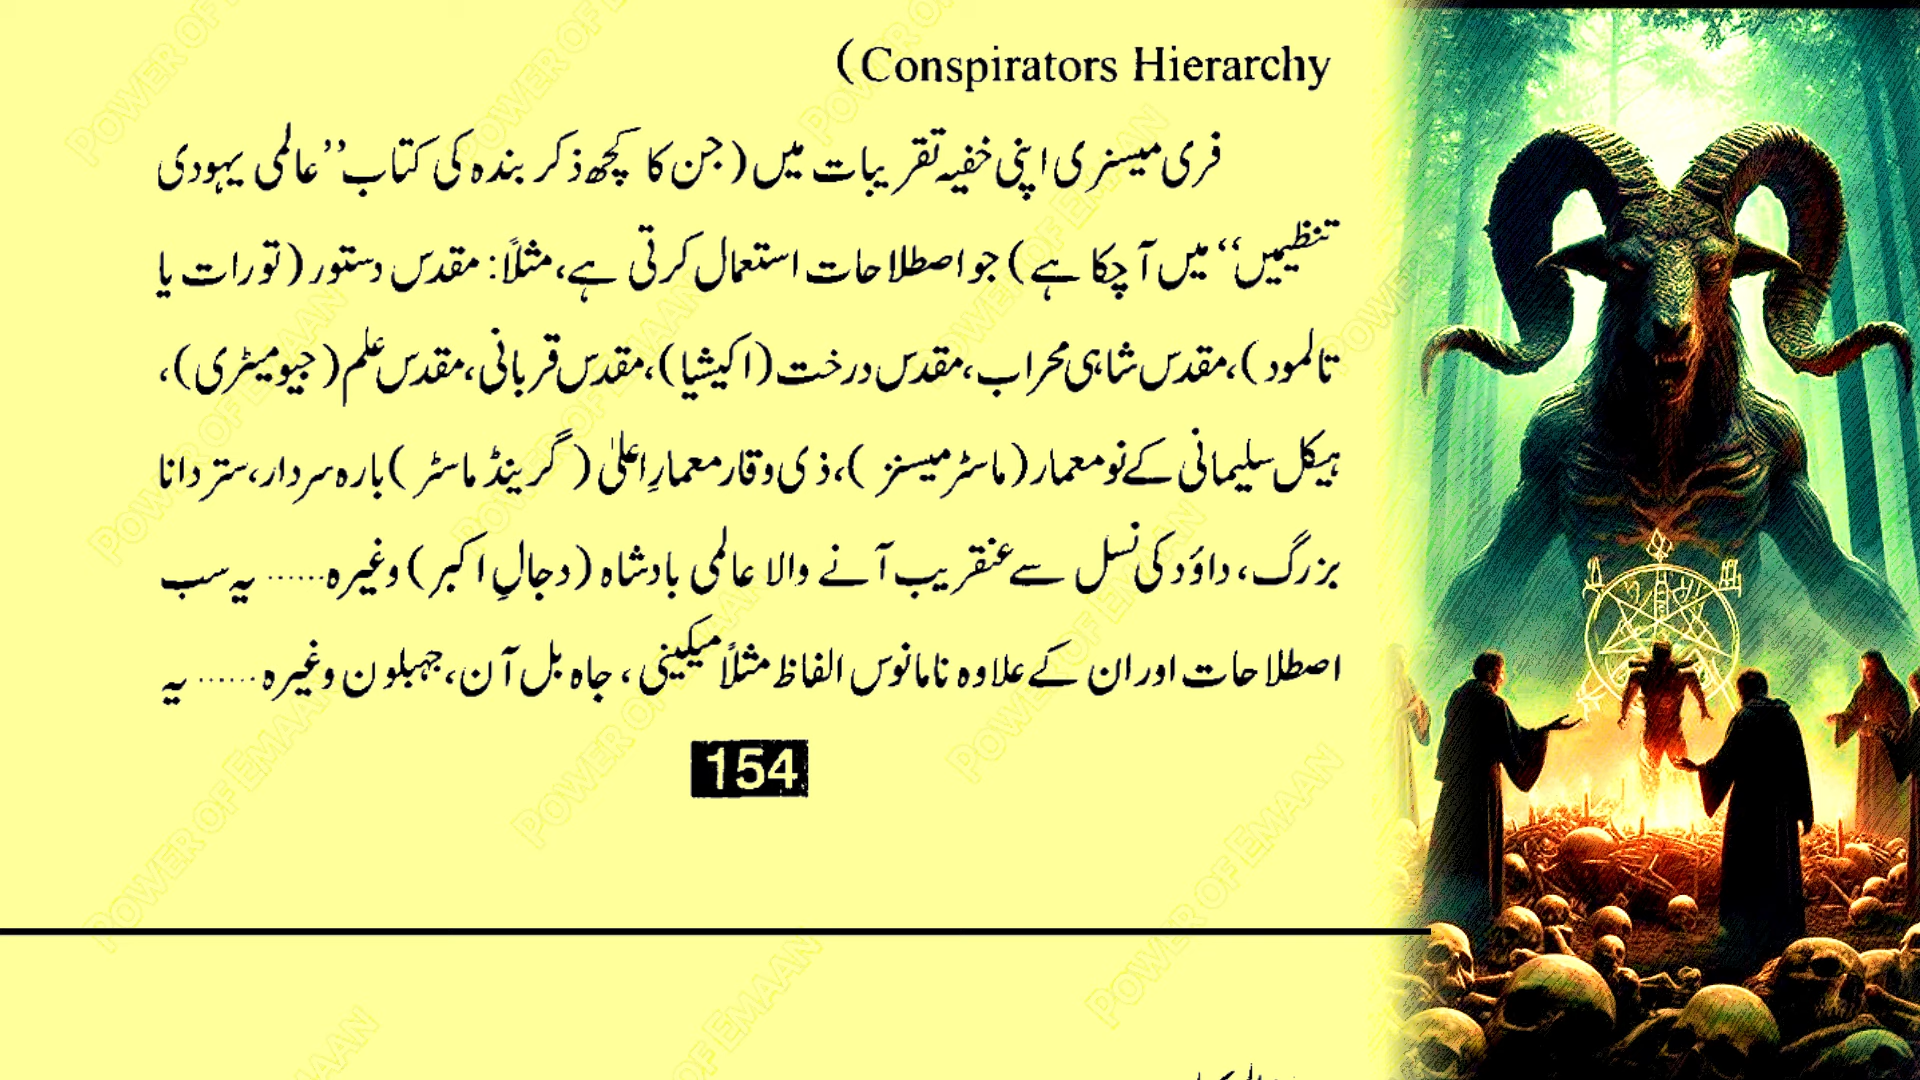 (Conspirators Hierarchy
فری میسنری اپنی خفیہ تقریبات میں (جن کا کچھ ذکر بندہ کی کتاب ’’عالمی یہودی
تنظیمیں‘‘ میں آچکا ہے) جو اصطلاحات استعمال کرتی ہے، مثلاً: مقدس دستور (تورات یا
تالمود)، مقدس شاہی محراب، مقدس درخت (اکیشیا)، مقدس قربانی، مقدس علم (جیومیٹری)،
ہیکل سلیمانی کے نو معمار (ماسٹر میسنز)، ذی وقار معمارِ اعلیٰ (گرینڈ ماسٹر) بارہ سردار، ستر دانا
بزرگ، داؤد کی نسل سے عنقریب آنے والا عالمی بادشاہ (دجالِ اکبر) وغیرہ...... یہ سب
اصطلاحات اور ان کے علاوہ نامانوس الفاظ مثلاً میکبینی، جاہ بل آن، جہبلون وغیرہ...... یہ
154
POWER OF EMAAN